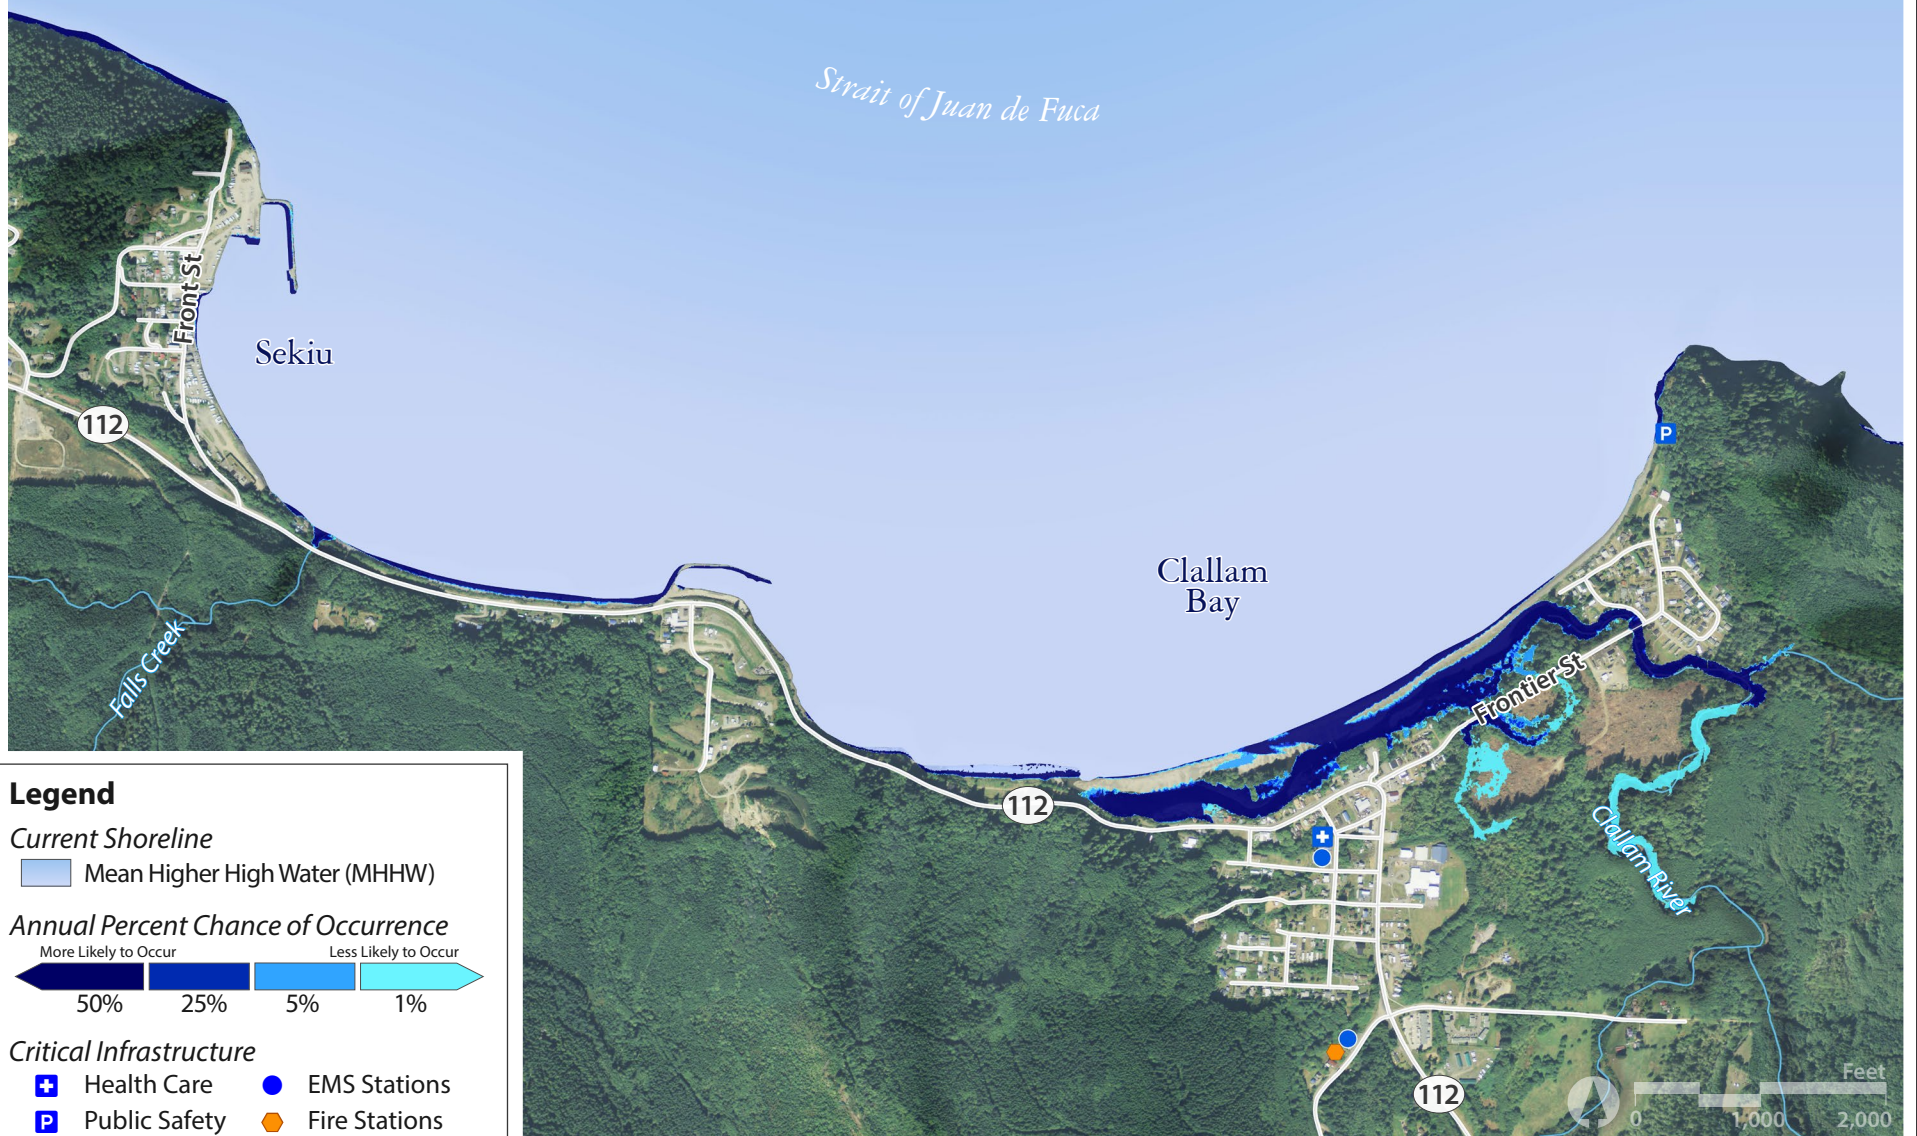 Strait of Juan de Fuca
Front St
Sekiu
112
Clallam
Bay
P
Frontier St
Falls Creek
112
Clallam River
112
Feet
0 1,000 2,000
Legend
Current Shoreline
Mean Higher High Water (MHHW)
Annual Percent Chance of Occurrence
More Likely to Occur Less Likely to Occur
50% 25% 5% 1%
Critical Infrastructure
Health Care EMS Stations
P Public Safety Fire Stations